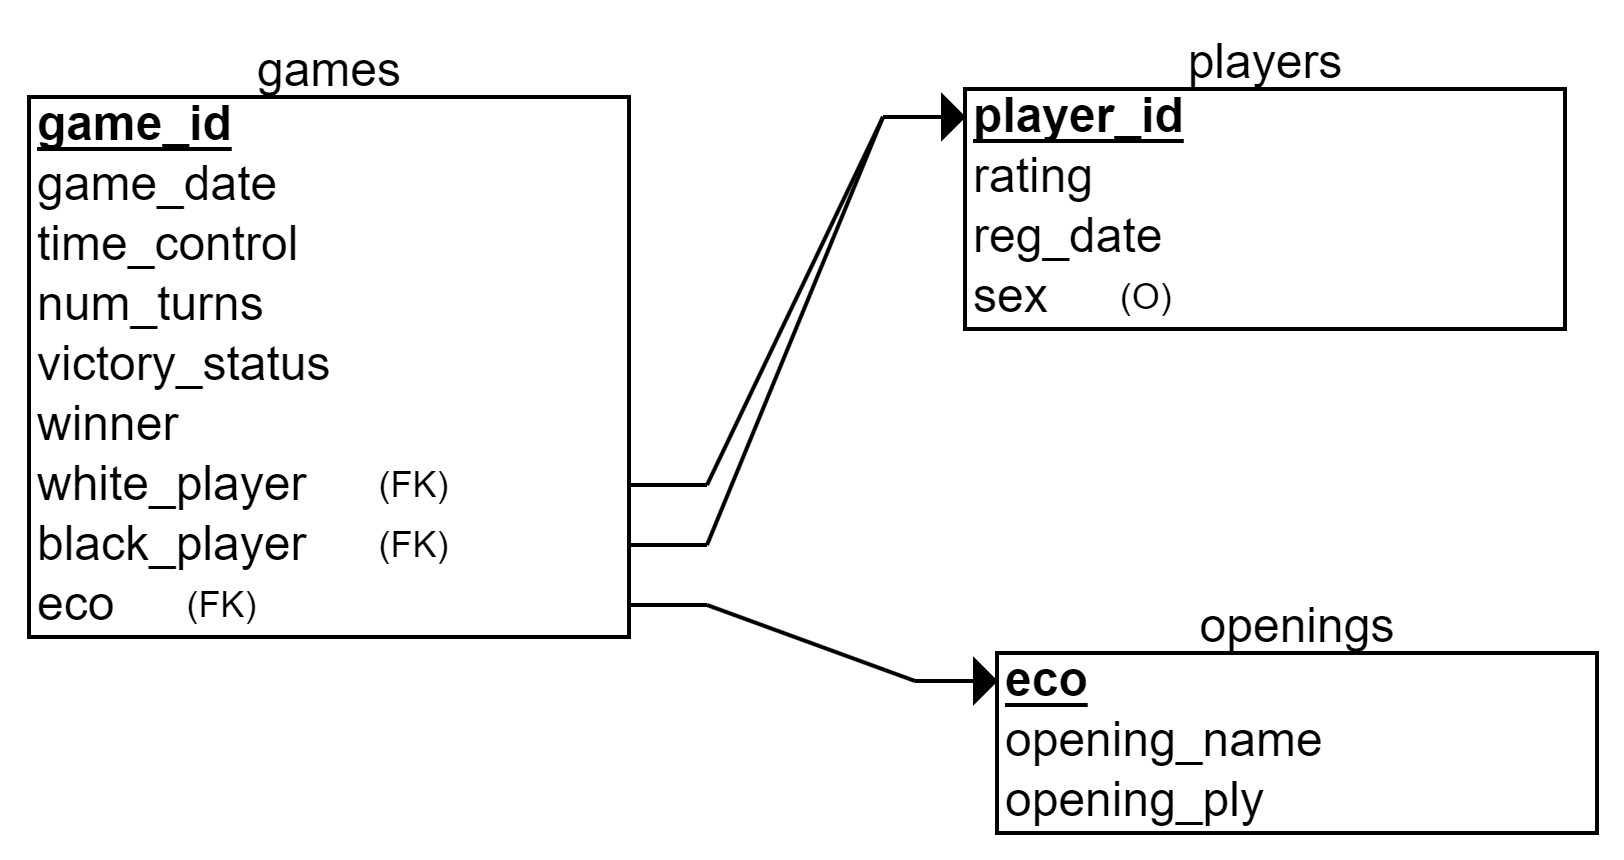 games
game_id
game_date
time_control
num_turns
victory_status
winner
white_player (FK)
black_player (FK)
eco (FK)
players
player_id
rating
reg_date
sex (O)
openings
eco
opening_name
opening_ply